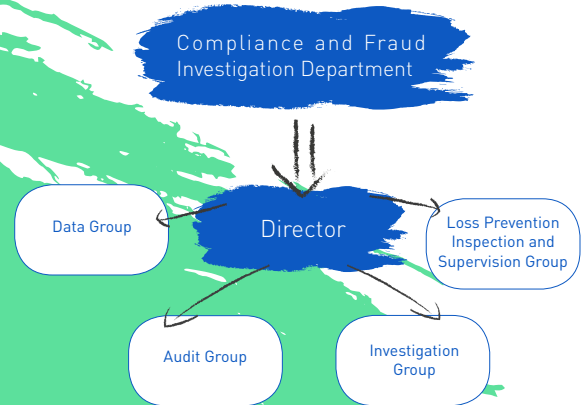 Compliance and Fraud
Investigation Department
Director
Data Group
Loss Prevention
Inspection and
Supervision Group
Audit Group
Investigation
Group